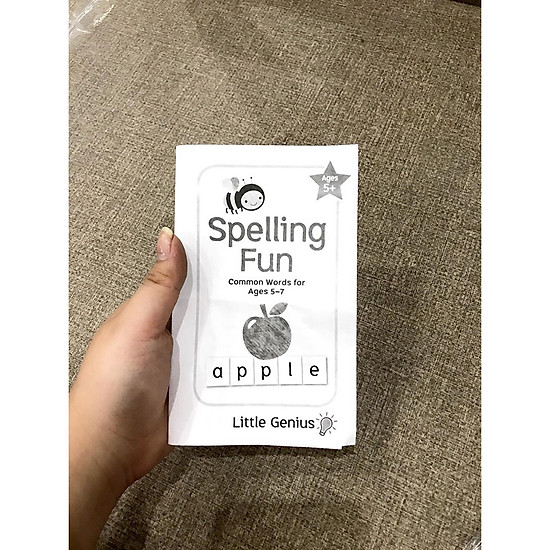 Ages
5+
Spelling
Fun
Common Words for
Ages 5–7
a p p l e
Little Genius